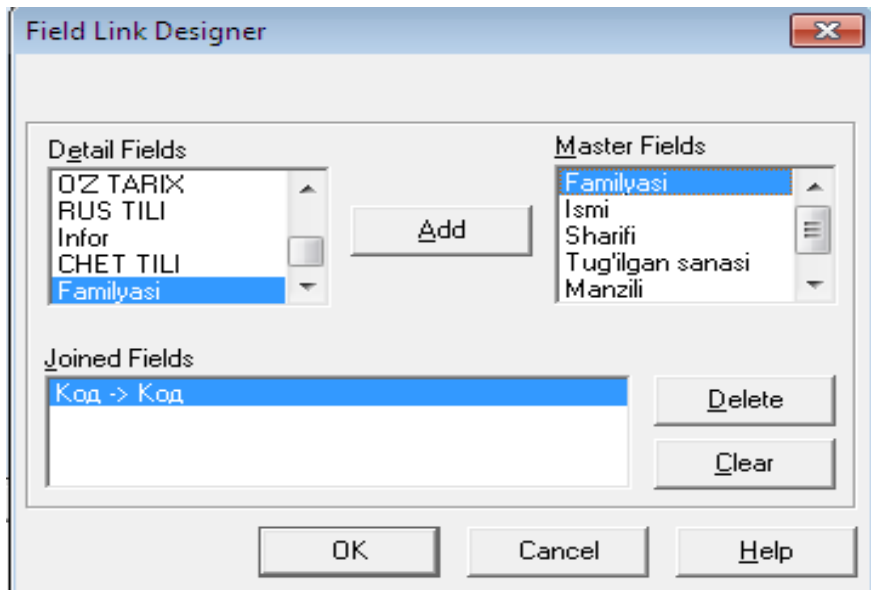 Field Link Designer
Detail Fields
O'Z TARIX
RUS TILI
Infor
CHET TILI
Familyasi
Add
Master Fields
Familyasi
Ismi
Sharifi
Tug'ilgan sanasi
Manzili
Joined Fields
Код -> Код
Delete
Clear
OK
Cancel
Help